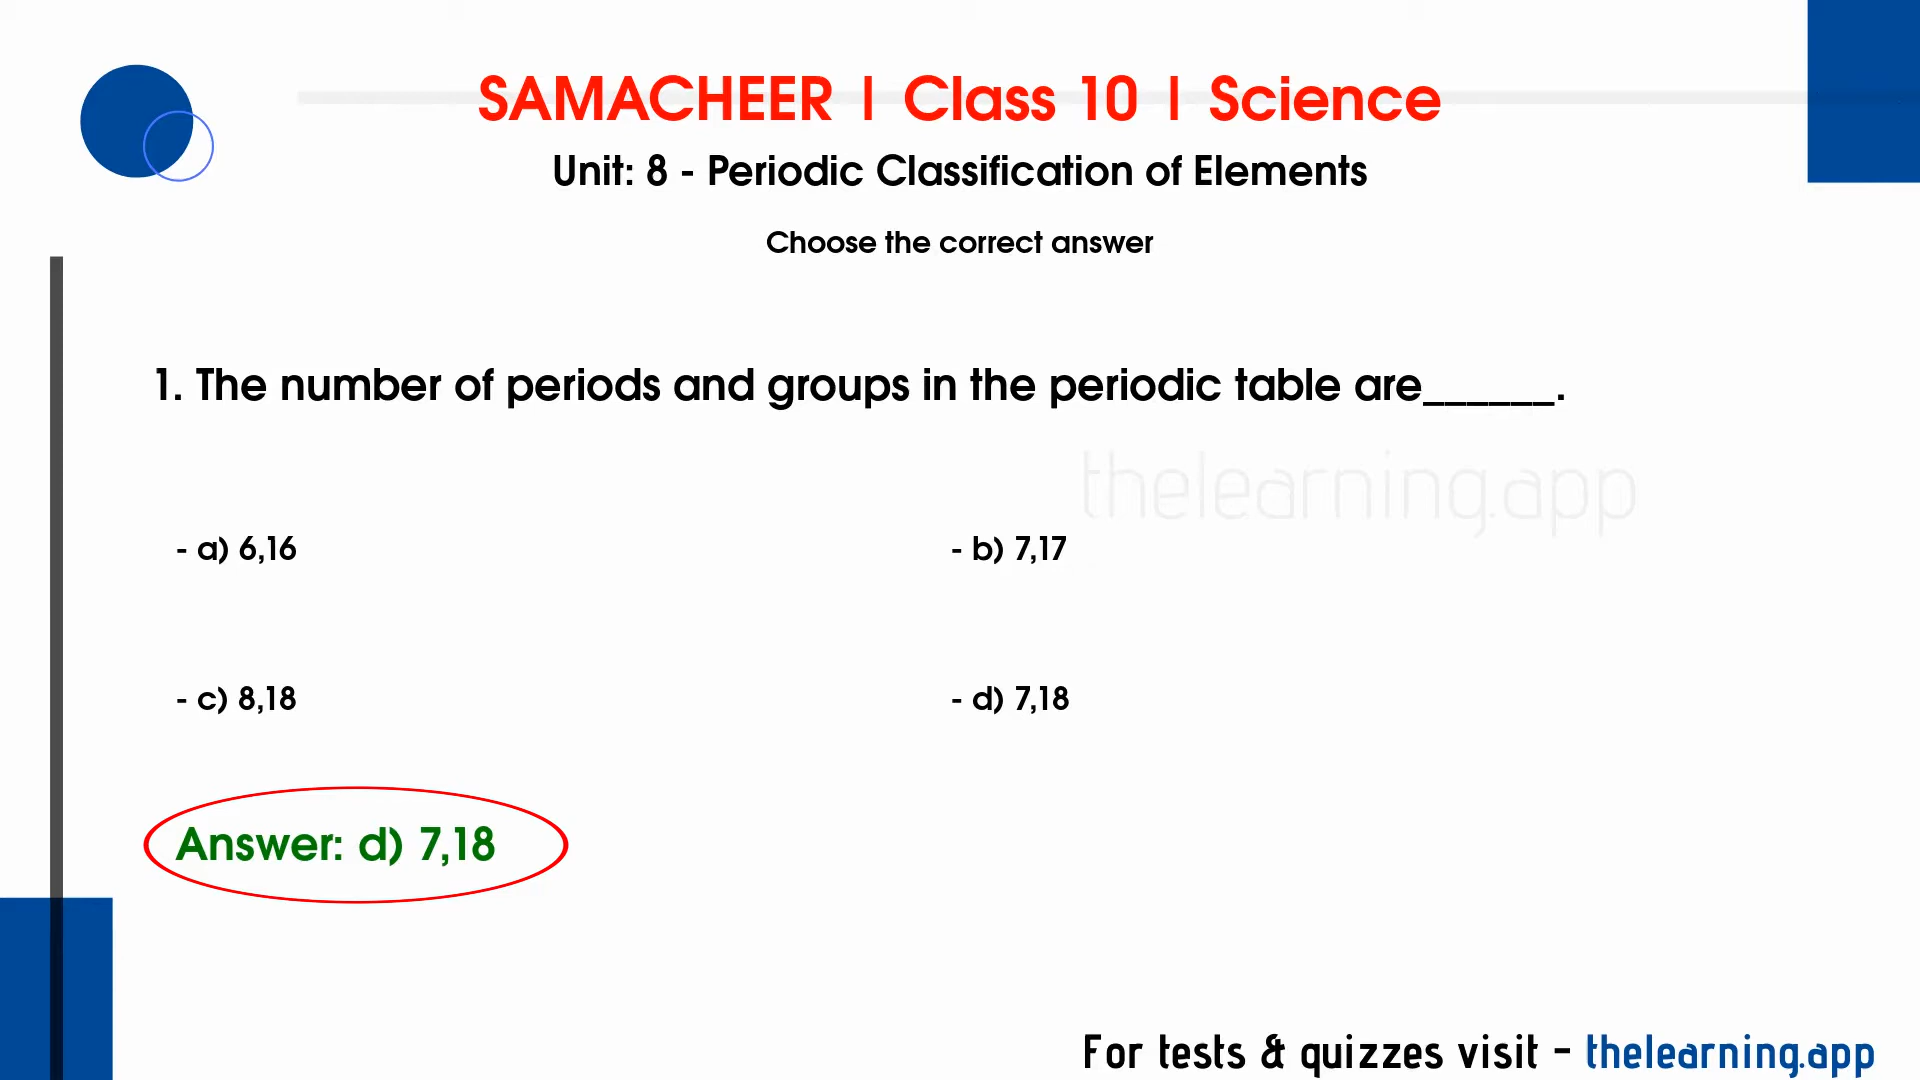 SAMACHEER | Class 10 | Science
Unit: 8 - Periodic Classification of Elements
Choose the correct answer
1. The number of periods and groups in the periodic table are______.
thelearning.app
- a) 6,16
- b) 7,17
- c) 8,18
- d) 7,18
Answer: d) 7,18
For tests & quizzes visit - thelearning.app